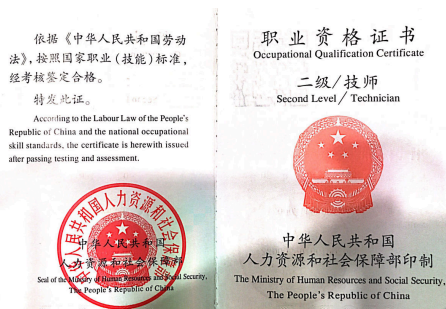 依据《中华人民共和国劳动
法》,按照国家职业(技能)标准,
经考核鉴定合格。
特发此证。
According to the Labour Law of the People's
Republic of China and the national occupational
skill standards, the certificate is herewith issued
after passing testing and assessment.
中华人民共和国人力资源和社会保障部
中华人民共和国
人力资源和社会保障部
Seal of the Ministry of Human Resources and Social Security,
The People's Republic of China
职业资格证书
Occupational Qualification Certificate
二级/技师
Second Level/Technician
中华人民共和国
人力资源和社会保障部印制
The Ministry of Human Resources and Social Security,
The People's Republic of China